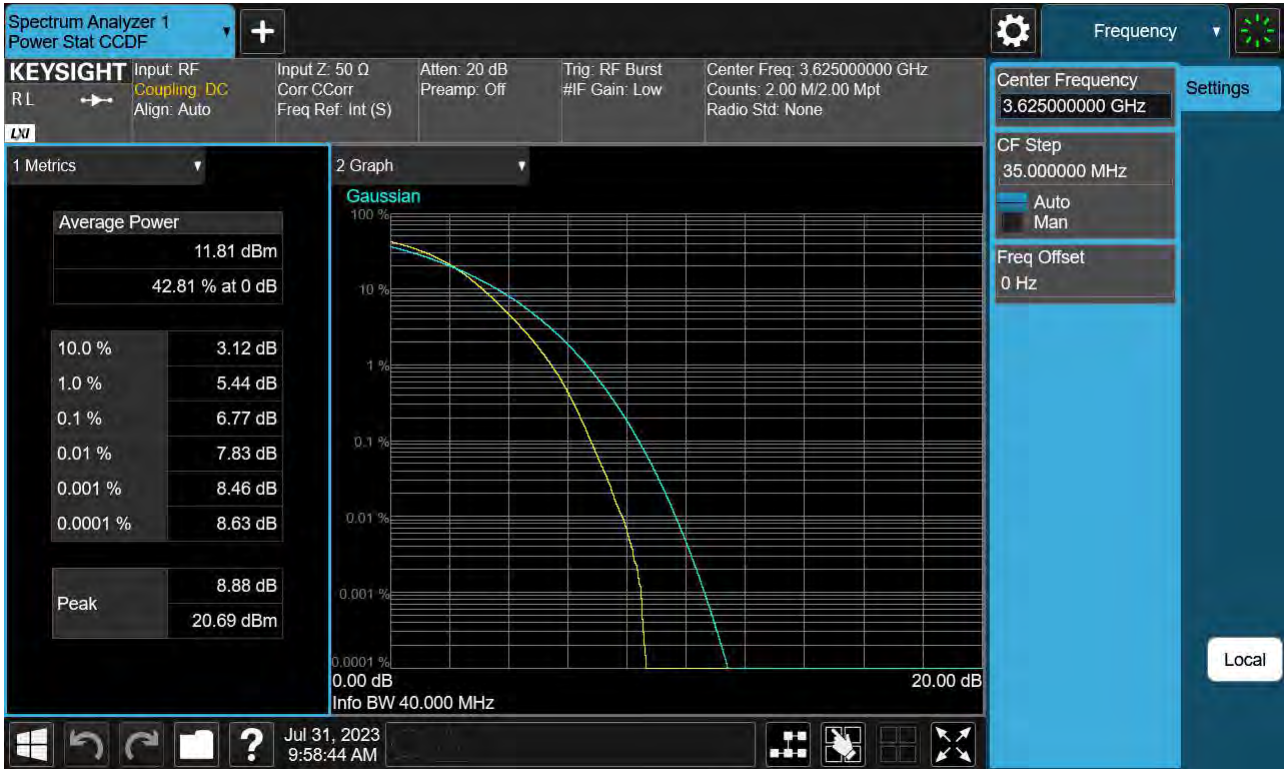 Spectrum Analyzer 1
Power Stat CCDF
+
Frequency
KEYSIGHT
R L
LXI
Input: RF
Coupling: DC
Align: Auto
Input Z: 50 Ω
Corr CCorr
Freq Ref: Int (S)
Atten: 20 dB
Preamp: Off
Trig: RF Burst
#IF Gain: Low
Center Freq: 3.625000000 GHz
Counts: 2.00 M/2.00 Mpt
Radio Std: None
Center Frequency
3.625000000 GHz
Settings
CF Step
35.000000 MHz
Auto
Man
Freq Offset
0 Hz
Local
1 Metrics
Average Power
11.81 dBm
42.81 % at 0 dB
10.0 % 3.12 dB
1.0 % 5.44 dB
0.1 % 6.77 dB
0.01 % 7.83 dB
0.001 % 8.46 dB
0.0001 % 8.63 dB
Peak
8.88 dB
20.69 dBm
2 Graph
Gaussian
100 %
10 %
1 %
0.1 %
0.01 %
0.001 %
0.0001 %
0.00 dB 20.00 dB
Info BW 40.000 MHz
?
Jul 31, 2023
9:58:44 AM